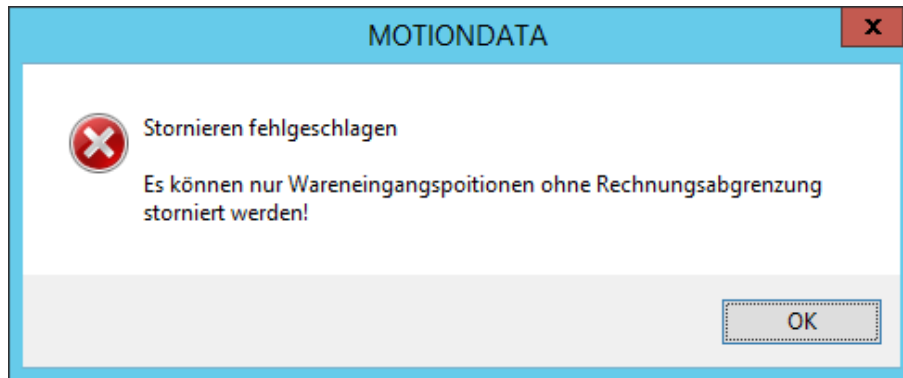 MOTIONDATA
x
Stornieren fehlgeschlagen
Es können nur Wareneingangspoitionen ohne Rechnungsabgrenzung
storniert werden!
OK